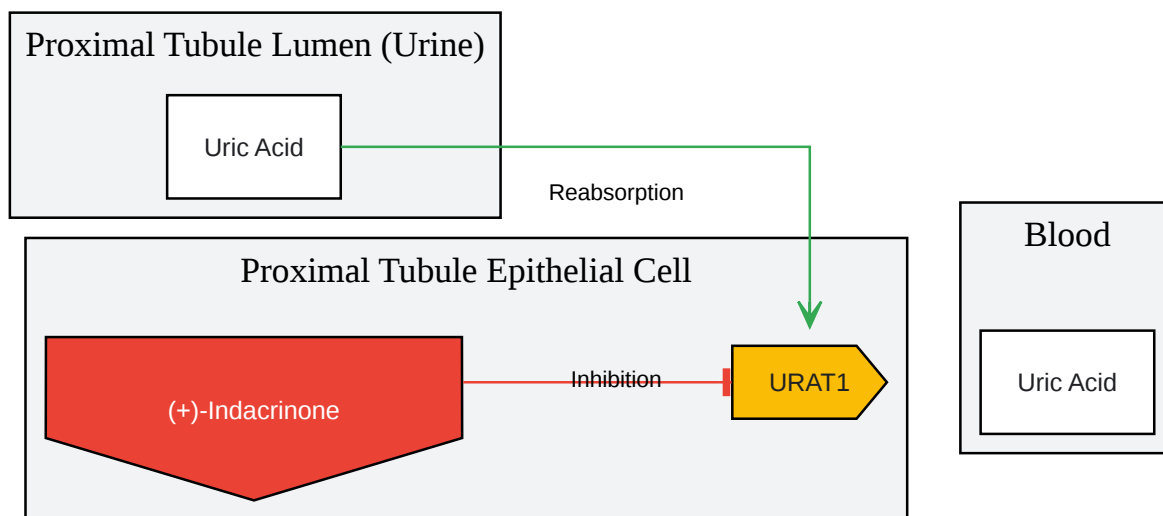 Proximal Tubule Lumen (Urine)
Uric Acid
Reabsorption
Proximal Tubule Epithelial Cell
(+)-Indacrinone
Inhibition
URAT1
Blood
Uric Acid